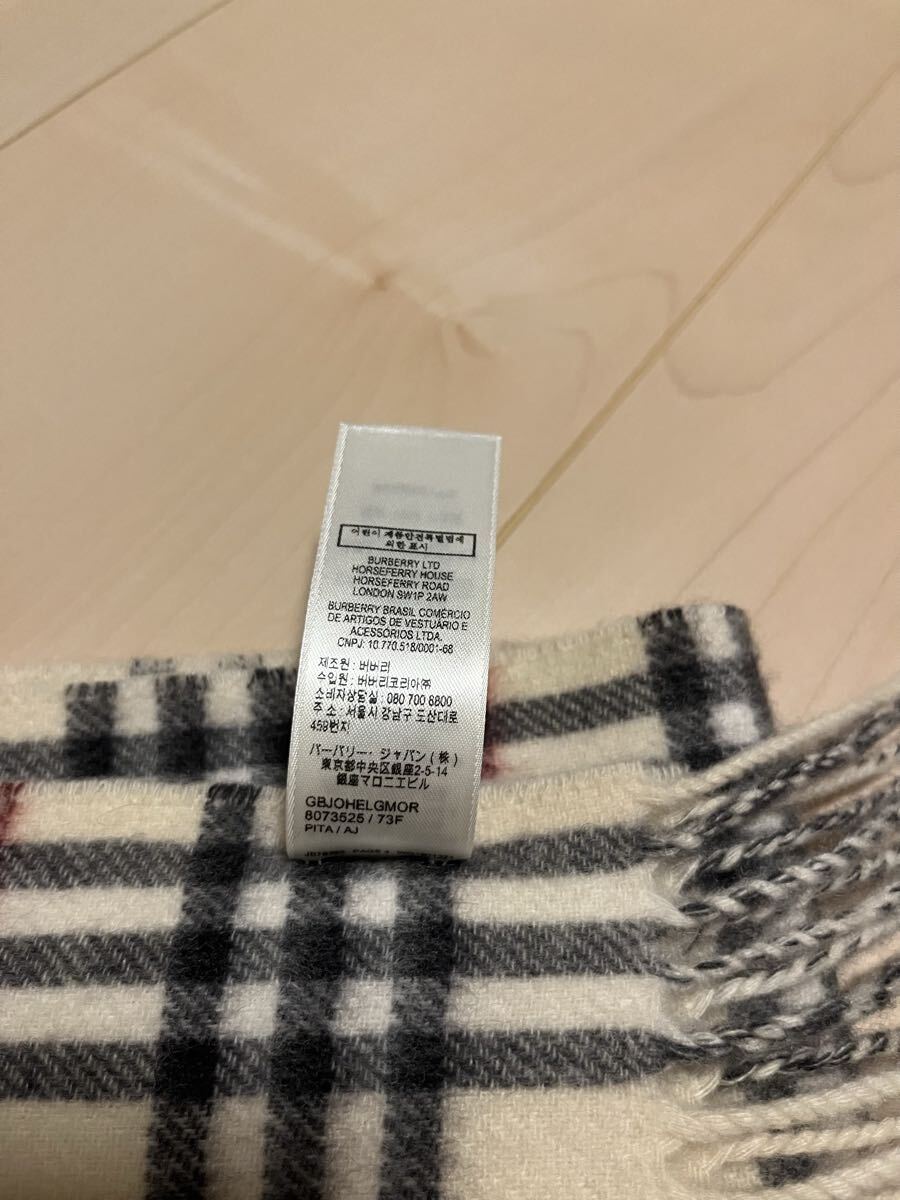 어린이제품안전특별법에
의한 표시
BURBERRY LTD
HORSEFERRY HOUSE
HORSEFERRY ROAD
LONDON SW1P 2AW
BURBERRY BRASIL COMÉRCIO
DE ARTIGOS DE VESTUÁRIO E
ACESSÓRIOS LTDA.
CNPJ: 10.770.518/0001-68
제조원 : 버버리
수입원 : 버버리코리아㈜
소비자상담실 : 080 700 8800
주 소 : 서울시 강남구 도산대로
459번지
バーバリー・ジャパン(株)
東京都中央区銀座2-5-14
銀座マロニエビル
GBJOHELGMOR
8073525 / 73F
PITA / AJ